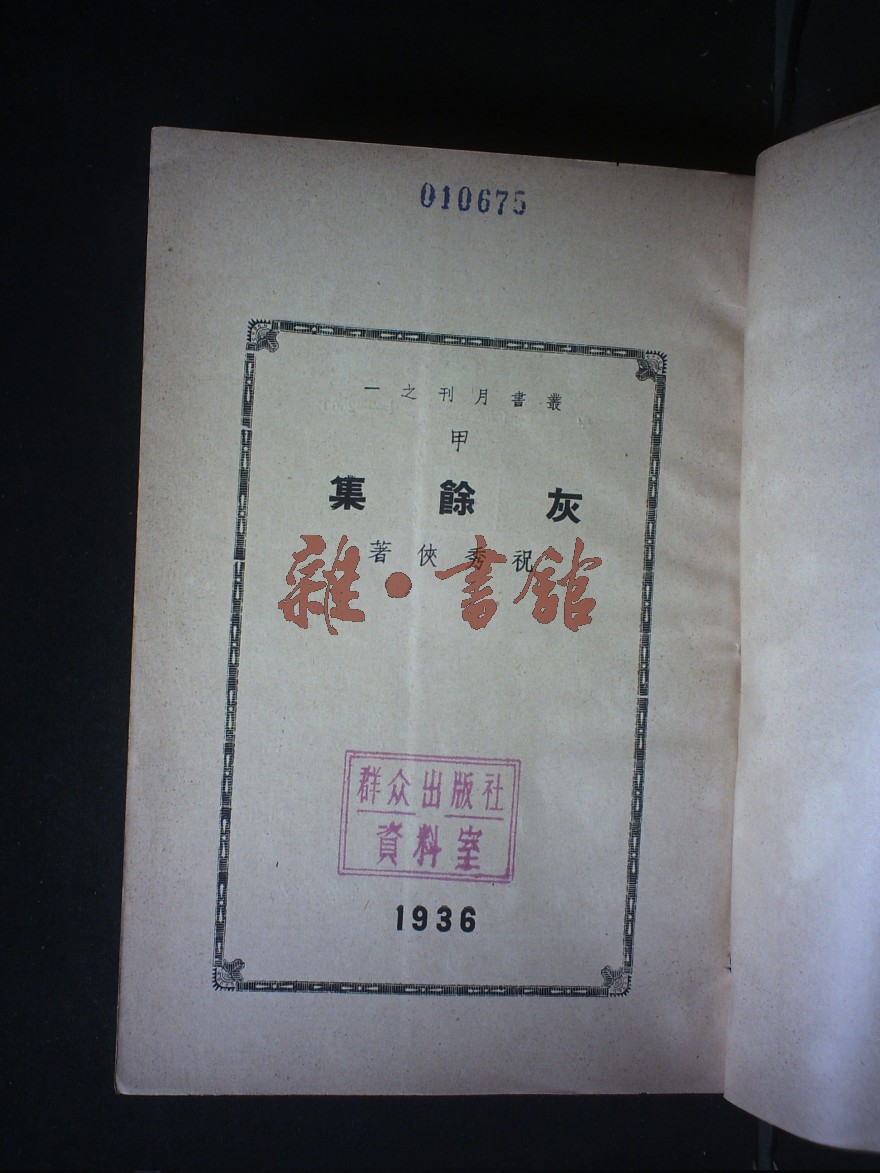 010675
叢書月刊之一
甲
灰餘集
祝秀俠著
雜·書館
群众出版社
資料室
1936